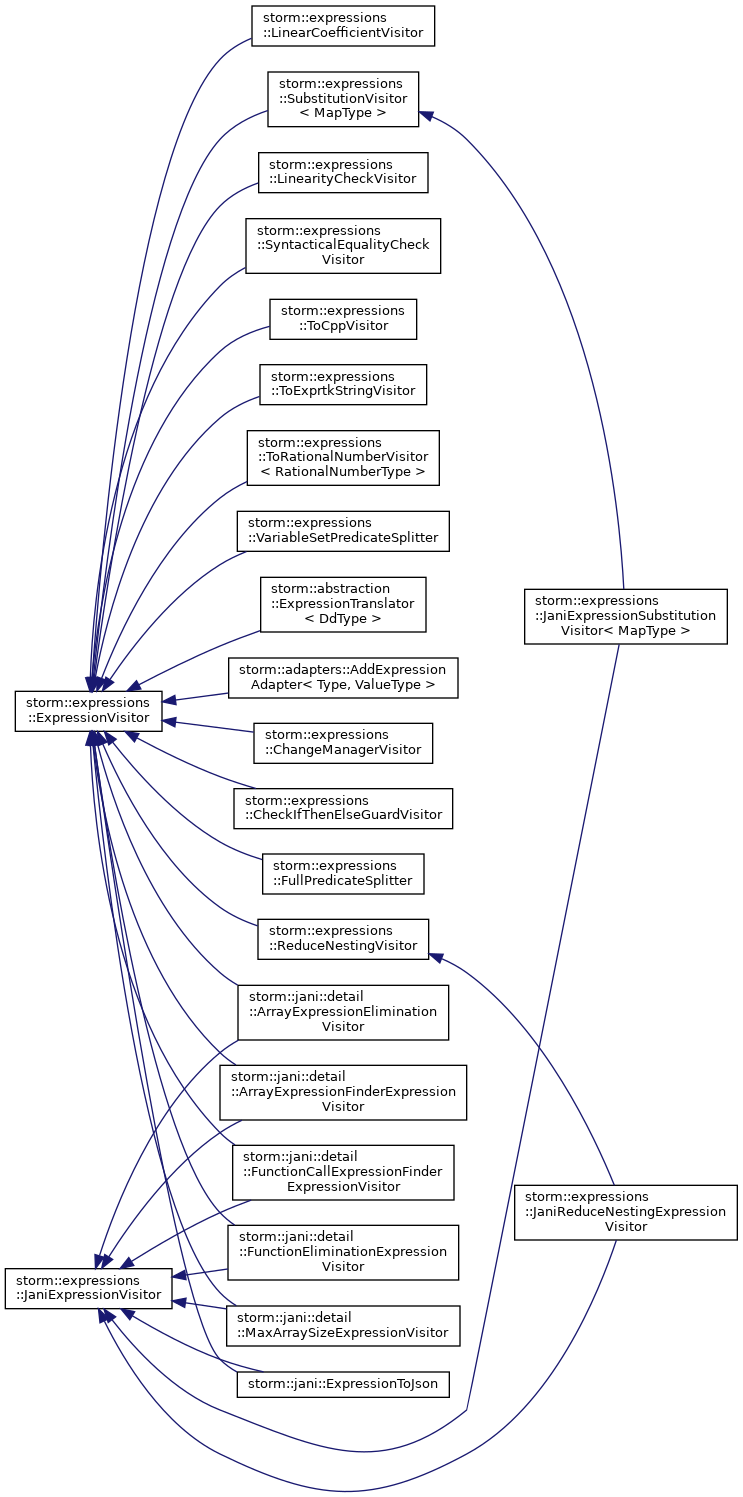 storm::expressions
::LinearCoefficientVisitor
storm::expressions
::SubstitutionVisitor
< MapType >
storm::expressions
::LinearityCheckVisitor
storm::expressions
::SyntacticalEqualityCheck
Visitor
storm::expressions
::ToCppVisitor
storm::expressions
::ToExprtkStringVisitor
storm::expressions
::ToRationalNumberVisitor
< RationalNumberType >
storm::expressions
::VariableSetPredicateSplitter
storm::abstraction
::ExpressionTranslator
< DdType >
storm::expressions
::JaniExpressionSubstitution
Visitor< MapType >
storm::adapters::AddExpression
Adapter< Type, ValueType >
storm::expressions
::ExpressionVisitor
storm::expressions
::ChangeManagerVisitor
storm::expressions
::CheckIfThenElseGuardVisitor
storm::expressions
::FullPredicateSplitter
storm::expressions
::ReduceNestingVisitor
storm::jani::detail
::ArrayExpressionElimination
Visitor
storm::jani::detail
::ArrayExpressionFinderExpression
Visitor
storm::jani::detail
::FunctionCallExpressionFinder
ExpressionVisitor
storm::expressions
::JaniReduceNestingExpression
Visitor
storm::jani::detail
::FunctionEliminationExpression
Visitor
storm::expressions
::JaniExpressionVisitor
storm::jani::detail
::MaxArraySizeExpressionVisitor
storm::jani::ExpressionToJson